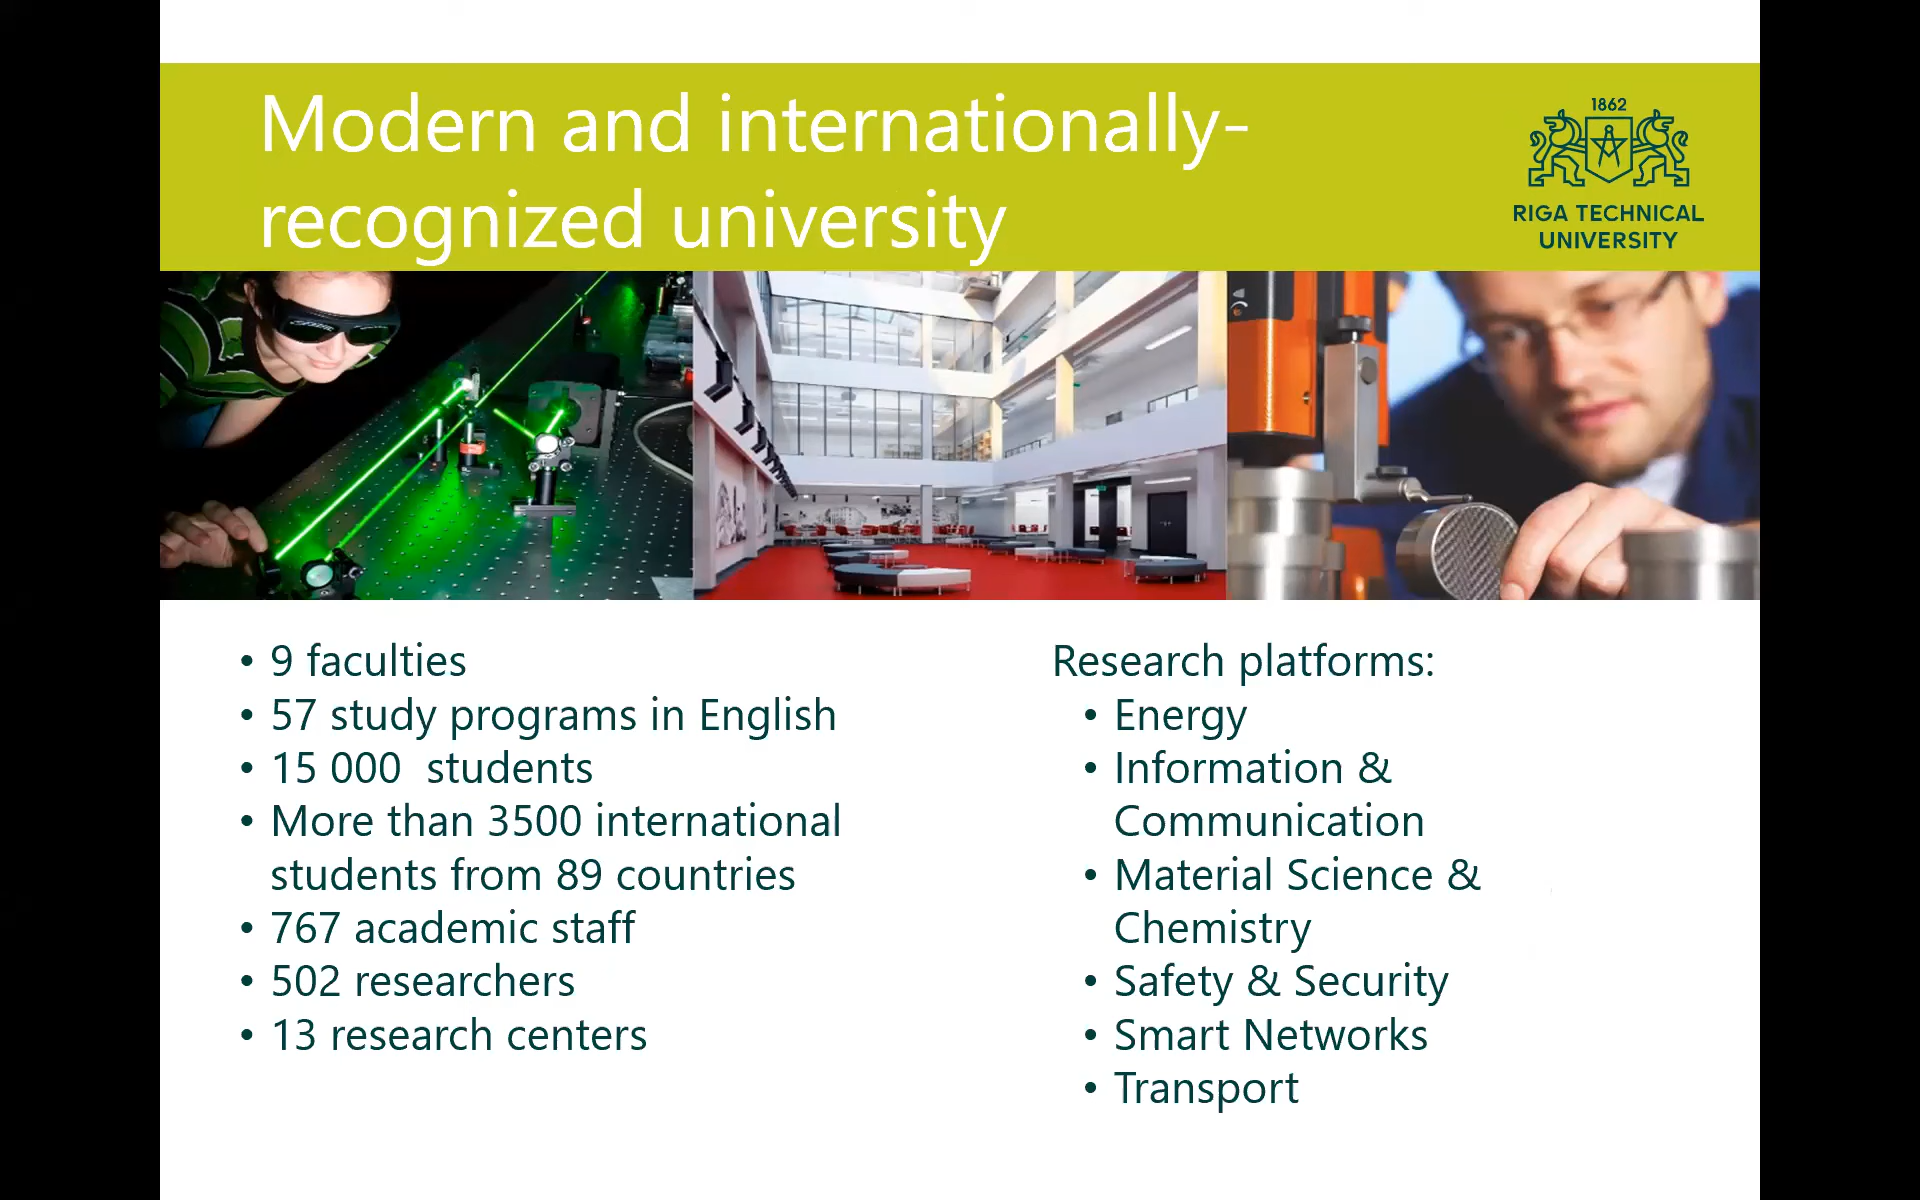 Modern and internationally-
recognized university
1862
RIGA TECHNICAL
UNIVERSITY
• 9 faculties
• 57 study programs in English
• 15 000  students
• More than 3500 international
students from 89 countries
• 767 academic staff
• 502 researchers
• 13 research centers
Research platforms:
• Energy
• Information &
Communication
• Material Science &
Chemistry
• Safety & Security
• Smart Networks
• Transport